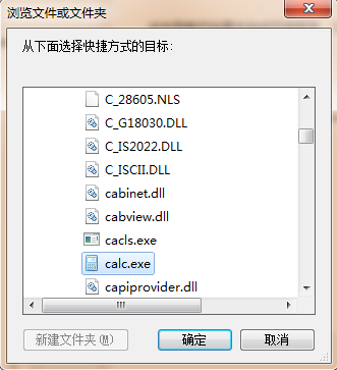 浏览文件或文件夹
从下面选择快捷方式的目标:
C_28605.NLS
C_G18030.DLL
C_IS2022.DLL
C_ISCII.DLL
cabinet.dll
cabview.dll
cacls.exe
calc.exe
capiprovider.dll
新建文件夹(M) 确定 取消